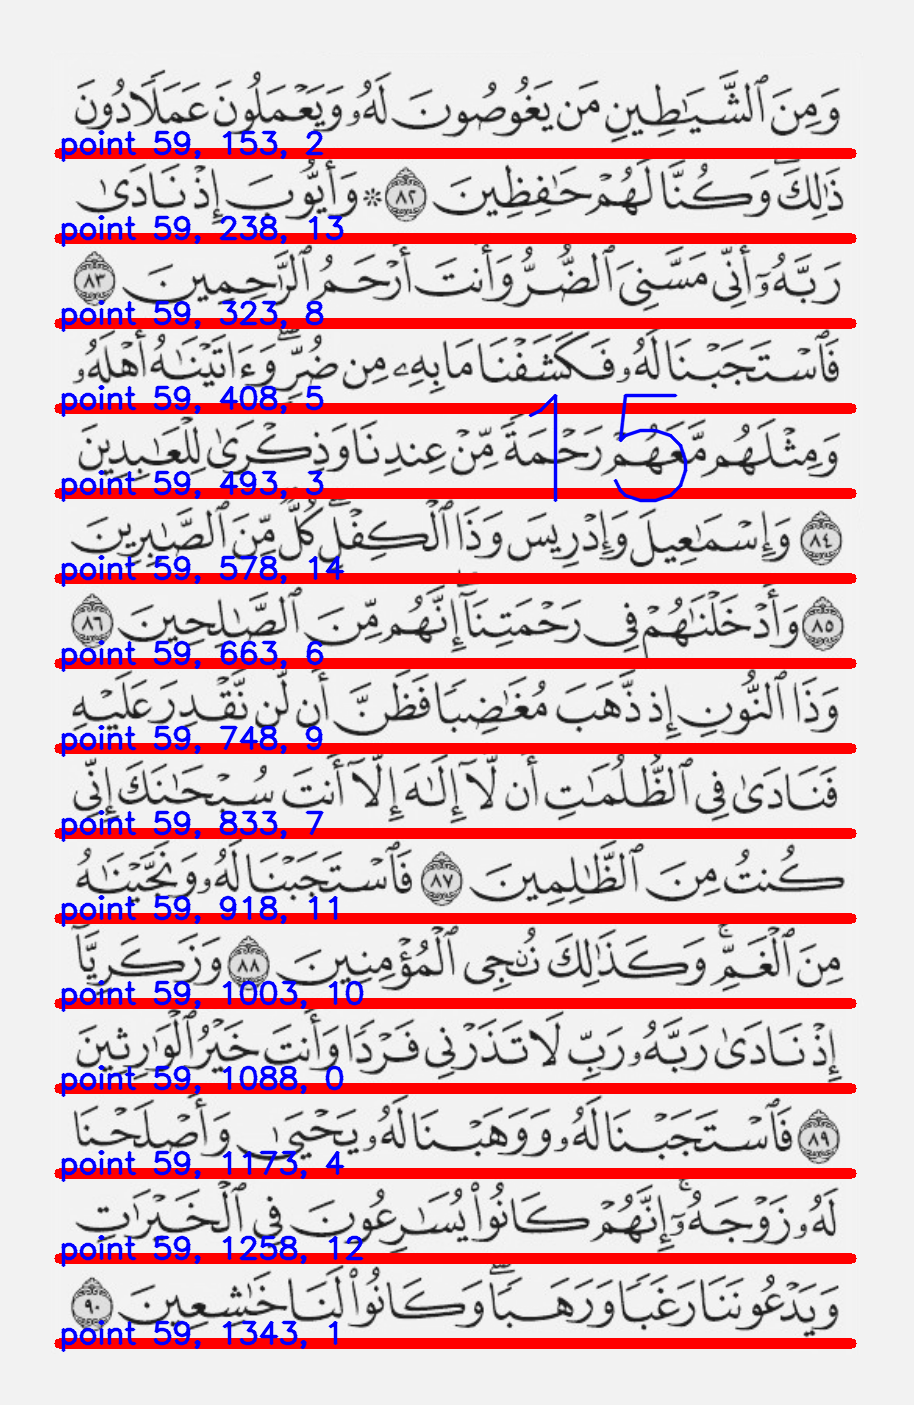 وَمِنَ ٱلشَّيَٰطِينِ مَن يَغُوصُونَ لَهُۥ وَيَعْمَلُونَ عَمَلًا دُونَ
point 59, 153, 2
ذَٰلِكَ ۖ وَكُنَّا لَهُمْ حَٰفِظِينَ ٨٢ * وَأَيُّوبَ إِذْ نَادَىٰ
point 59, 238, 13
رَبَّهُۥٓ أَنِّى مَسَّنِىَ ٱلضُّرُّ وَأَنتَ أَرْحَمُ ٱلرَّٰحِمِينَ ٨٣
point 59, 323, 8
فَٱسْتَجَبْنَا لَهُۥ فَكَشَفْنَا مَا بِهِۦ مِن ضُرٍّ ۖ وَءَاتَيْنَٰهُ أَهْلَهُۥ
point 59, 408, 5
15
وَمِثْلَهُم مَّعَهُمْ رَحْمَةً مِّنْ عِندِنَا وَذِكْرَىٰ لِلْعَٰبِدِينَ
point 59, 493, 3
٨٤ وَإِسْمَٰعِيلَ وَإِدْرِيسَ وَذَا ٱلْكِفْلِ ۖ كُلٌّ مِّنَ ٱلصَّٰبِرِينَ
point 59, 578, 14
٨٥ وَأَدْخَلْنَٰهُمْ فِى رَحْمَتِنَآ ۖ إِنَّهُم مِّنَ ٱلصَّٰلِحِينَ ٨٦
point 59, 663, 6
وَذَا ٱلنُّونِ إِذ ذَّهَبَ مُغَٰضِبًا فَظَنَّ أَن لَّن نَّقْدِرَ عَلَيْهِ
point 59, 748, 9
فَنَادَىٰ فِى ٱلظُّلُمَٰتِ أَن لَّآ إِلَٰهَ إِلَّآ أَنتَ سُبْحَٰنَكَ إِنِّى
point 59, 833, 7
كُنتُ مِنَ ٱلظَّٰلِمِينَ ٨٧ فَٱسْتَجَبْنَا لَهُۥ وَنَجَّيْنَٰهُ
point 59, 918, 11
مِنَ ٱلْغَمِّ ۚ وَكَذَٰلِكَ نُۨجِى ٱلْمُؤْمِنِينَ ٨٨ وَزَكَرِيَّآ
point 59, 1003, 10
إِذْ نَادَىٰ رَبَّهُۥ رَبِّ لَا تَذَرْنِى فَرْدًا وَأَنتَ خَيْرُ ٱلْوَٰرِثِينَ
point 59, 1088, 0
٨٩ فَٱسْتَجَبْنَا لَهُۥ وَوَهَبْنَا لَهُۥ يَحْيَىٰ وَأَصْلَحْنَا
point 59, 1173, 4
لَهُۥ زَوْجَهُۥٓ ۚ إِنَّهُمْ كَانُوا۟ يُسَٰرِعُونَ فِى ٱلْخَيْرَٰتِ
point 59, 1258, 12
وَيَدْعُونَنَا رَغَبًا وَرَهَبًا ۖ وَكَانُوا۟ لَنَا خَٰشِعِينَ ٩٠
point 59, 1343, 1